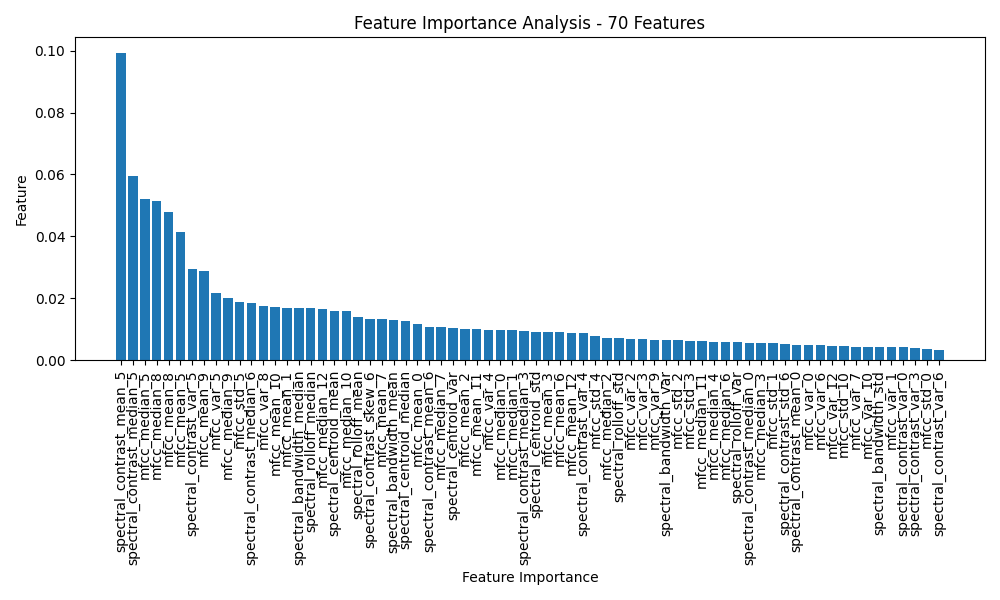 Feature Importance Analysis - 70 Features
Feature
0.10
0.08
0.06
0.04
0.02
0.00
spectral_contrast_mean_5
spectral_contrast_median_5
mfcc_median_5
mfcc_median_8
mfcc_mean_8
mfcc_mean_5
spectral_contrast_var_5
mfcc_mean_9
mfcc_var_5
mfcc_median_9
mfcc_std_5
spectral_contrast_median_6
mfcc_var_8
mfcc_mean_10
mfcc_mean_1
spectral_bandwidth_median
spectral_rolloff_median
mfcc_median_12
spectral_centroid_mean
mfcc_median_10
spectral_rolloff_mean
spectral_contrast_skew_6
mfcc_mean_7
spectral_bandwidth_mean
spectral_centroid_median
mfcc_mean_0
spectral_contrast_mean_6
mfcc_median_7
spectral_centroid_var
mfcc_mean_2
mfcc_mean_11
mfcc_var_4
mfcc_median_0
mfcc_median_1
spectral_contrast_median_3
spectral_centroid_std
mfcc_mean_3
mfcc_mean_6
mfcc_mean_12
spectral_contrast_var_4
mfcc_std_4
mfcc_median_2
spectral_rolloff_std
mfcc_var_2
mfcc_var_3
mfcc_var_9
spectral_bandwidth_var
mfcc_std_2
mfcc_std_3
mfcc_median_11
mfcc_median_4
mfcc_median_6
spectral_rolloff_var
spectral_contrast_median_0
mfcc_median_3
mfcc_std_1
spectral_contrast_std_6
spectral_contrast_mean_0
mfcc_var_0
mfcc_var_6
mfcc_var_12
mfcc_std_10
mfcc_var_7
mfcc_var_10
spectral_bandwidth_std
mfcc_var_1
spectral_contrast_var_0
spectral_contrast_var_3
mfcc_std_0
spectral_contrast_var_6
Feature Importance